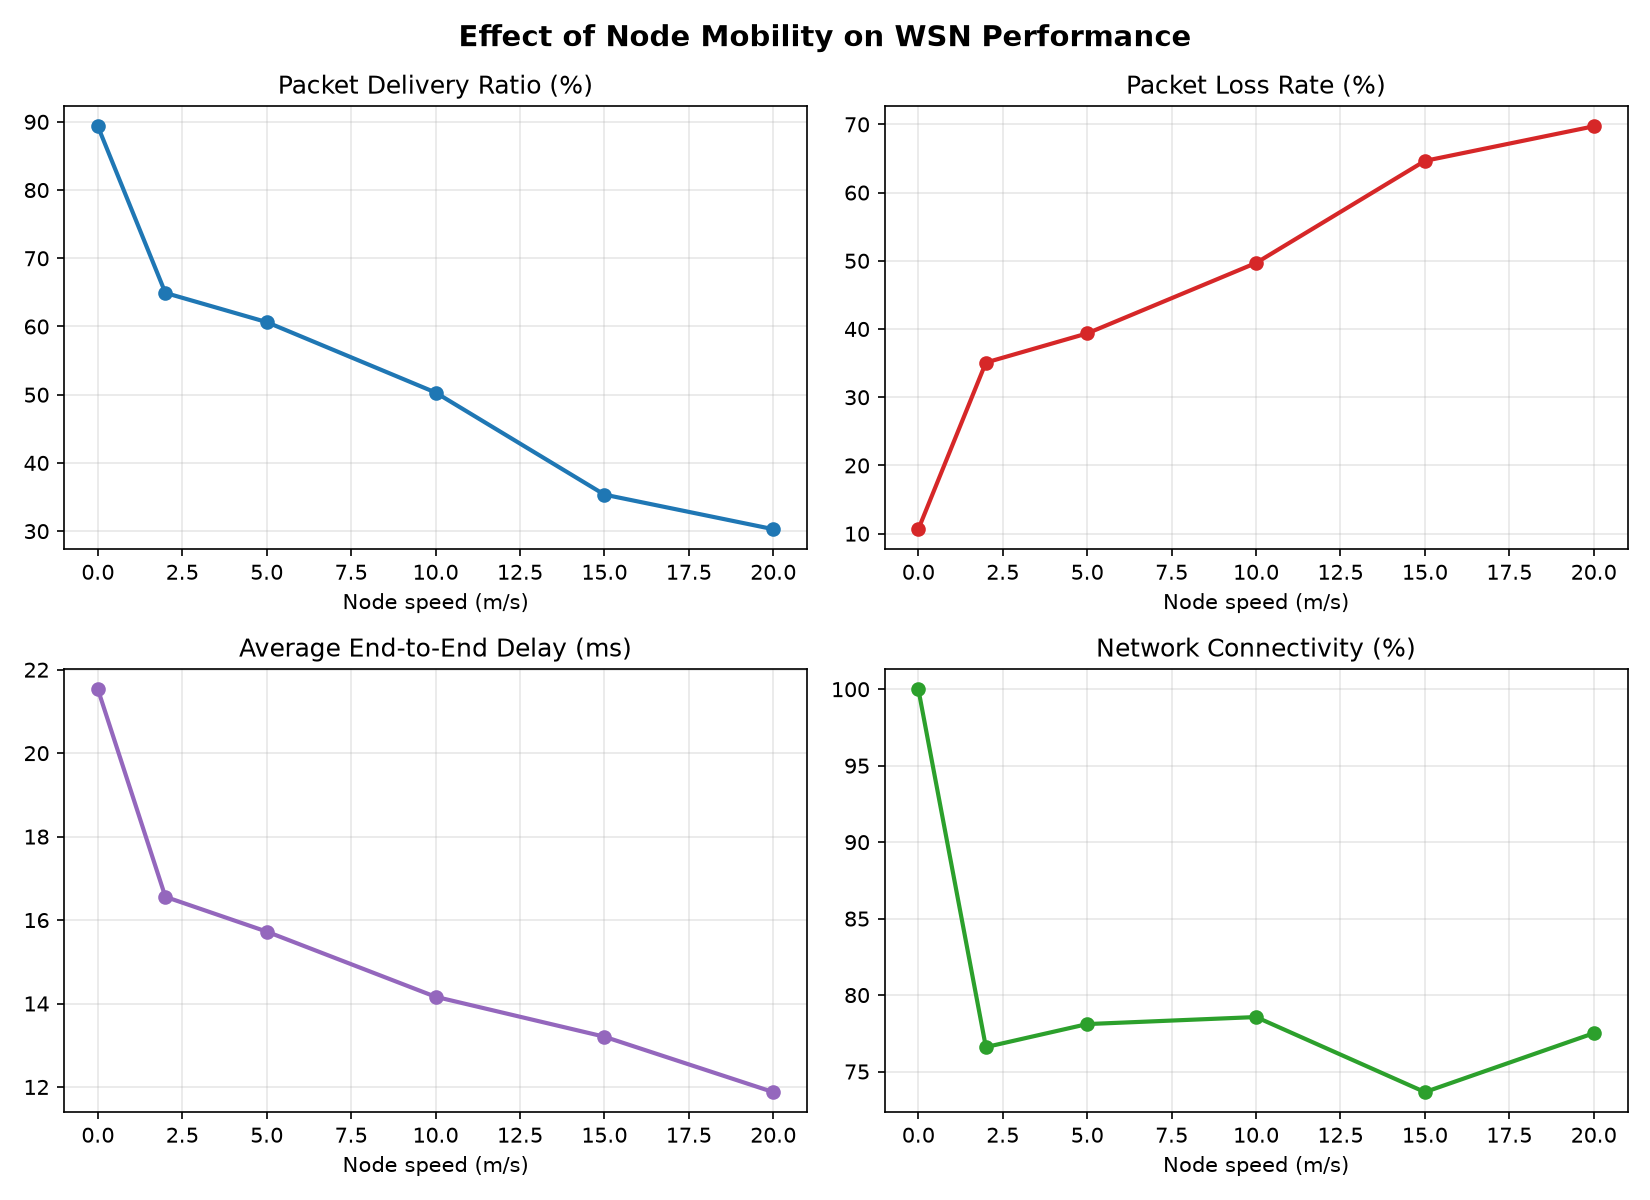 Effect of Node Mobility on WSN Performance
Packet Delivery Ratio (%)
90
80
70
60
50
40
30
0.0 2.5 5.0 7.5 10.0 12.5 15.0 17.5 20.0
Node speed (m/s)
Packet Loss Rate (%)
70
60
50
40
30
20
10
0.0 2.5 5.0 7.5 10.0 12.5 15.0 17.5 20.0
Node speed (m/s)
Average End-to-End Delay (ms)
22
20
18
16
14
12
0.0 2.5 5.0 7.5 10.0 12.5 15.0 17.5 20.0
Node speed (m/s)
Network Connectivity (%)
100
95
90
85
80
75
0.0 2.5 5.0 7.5 10.0 12.5 15.0 17.5 20.0
Node speed (m/s)